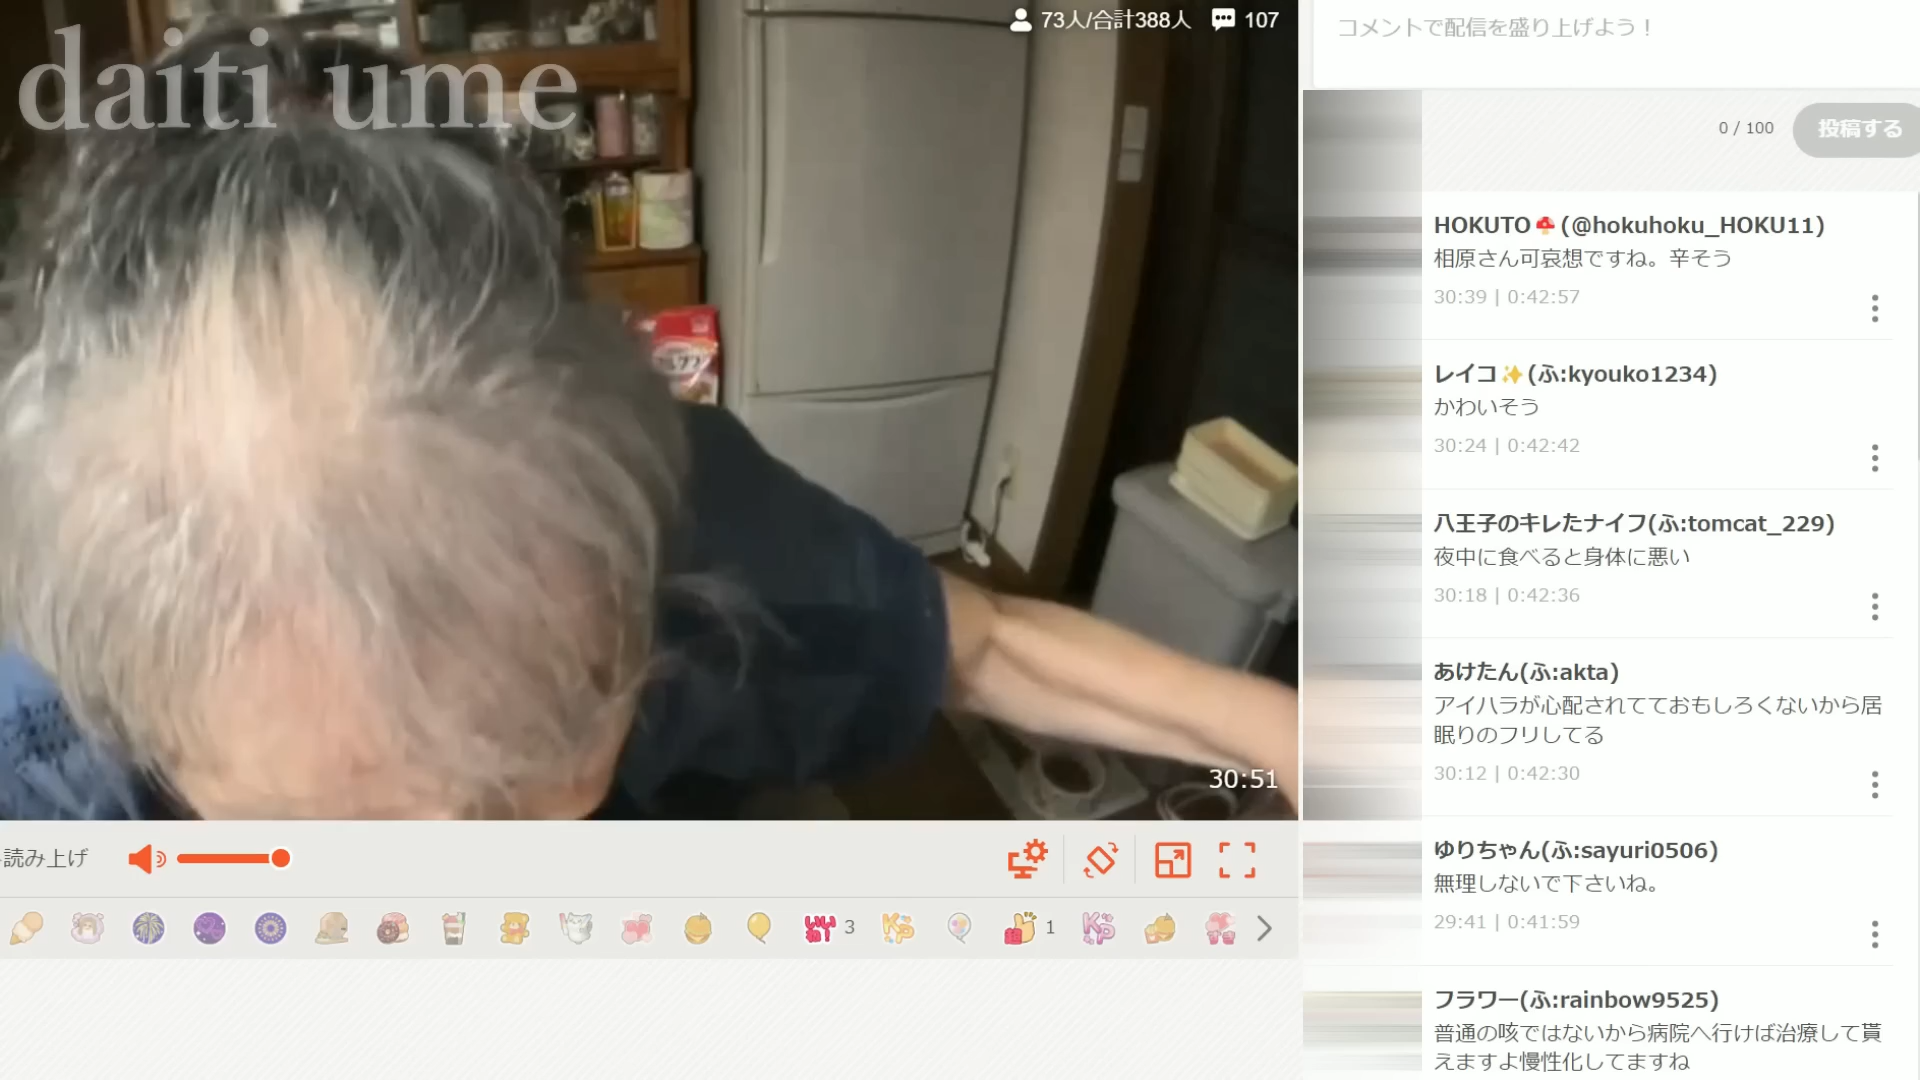 daiti ume
73人/合計388人 107
30:51
読み上げ
3
1
コメントで配信を盛り上げよう！
0 / 100
投稿する
HOKUTO🍄(@hokuhoku_HOKU11)
相原さん可哀想ですね。辛そう
30:39 | 0:42:57
レイコ✨(ふ:kyouko1234)
かわいそう
30:24 | 0:42:42
八王子のキレたナイフ(ふ:tomcat_229)
夜中に食べると身体に悪い
30:18 | 0:42:36
あけたん(ふ:akta)
アイハラが心配されてておもしろくないから居
眠りのフリしてる
30:12 | 0:42:30
ゆりちゃん(ふ:sayuri0506)
無理しないで下さいね。
29:41 | 0:41:59
フラワー(ふ:rainbow9525)
普通の咳ではないから病院へ行けば治療して貰
えますよ慢性化してますね